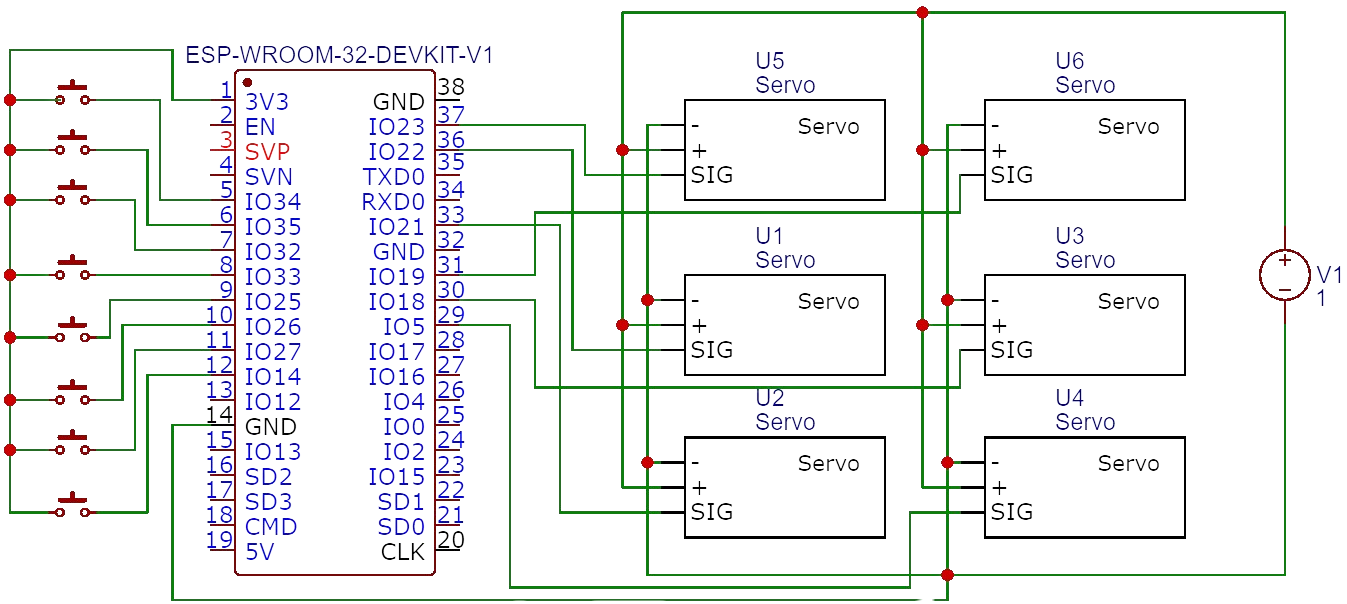 ESP-WROOM-32-DEVKIT-V1
1 3V3
2 EN
3 SVP
4 SVN
5 IO34
6 IO35
7 IO32
8 IO33
9 IO25
10 IO26
11 IO27
12 IO14
13 IO12
14 GND
15 IO13
16 SD2
17 SD3
18 CMD
19 5V
GND 38
IO23 37
IO22 36
TXD0 35
RXD0 34
IO21 33
GND 32
IO19 31
IO18 30
IO5 29
IO17 28
IO16 27
IO4 26
IO0 25
IO2 24
IO15 23
SD1 22
SD0 21
CLK 20
U5
Servo
- Servo
+
SIG
U6
Servo
- Servo
+
SIG
U1
Servo
- Servo
+
SIG
U3
Servo
- Servo
+
SIG
U2
Servo
- Servo
+
SIG
U4
Servo
- Servo
+
SIG
+
V1
−
1